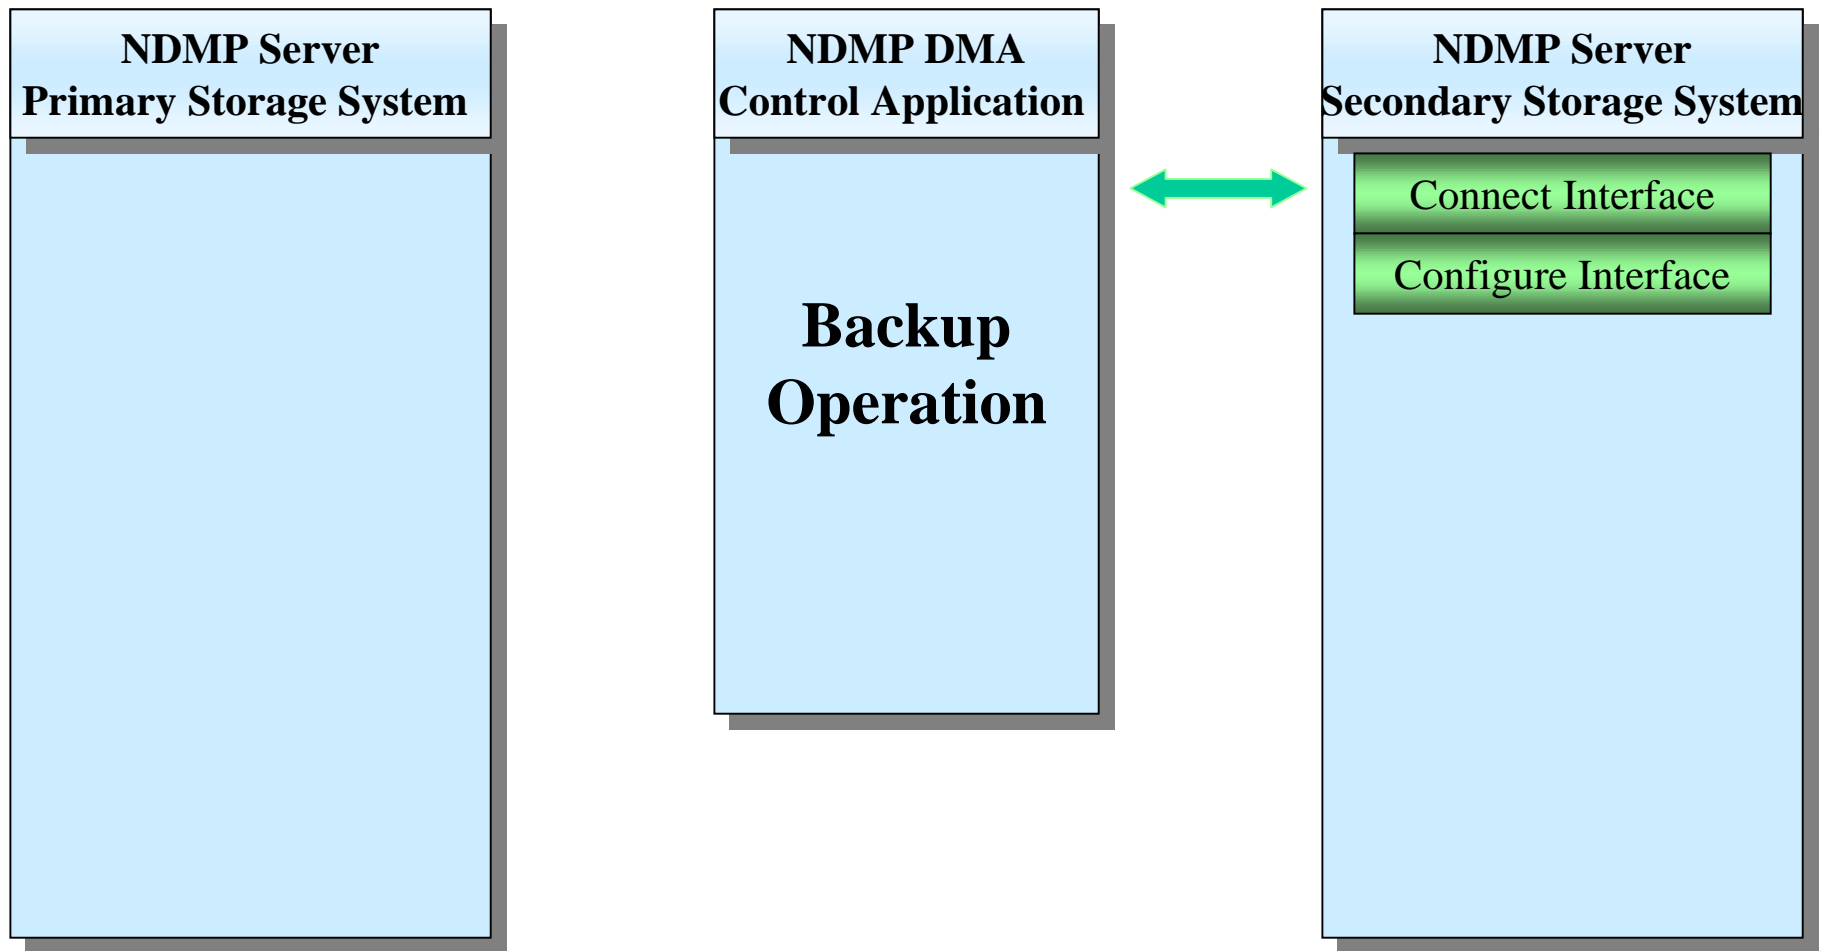 NDMP Server
Primary Storage System
NDMP DMA
Control Application
Backup
Operation
NDMP Server
Secondary Storage System
Connect Interface
Configure Interface